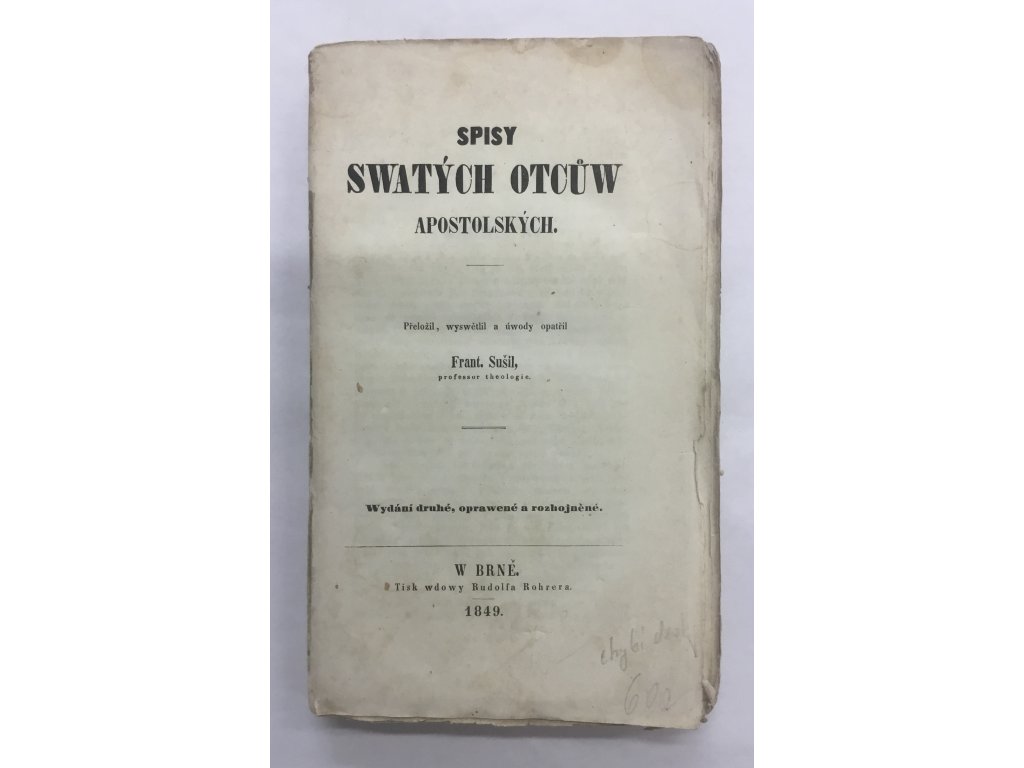 SPISY
SWATÝCH OTCŮW
APOSTOLSKÝCH.
Přeložil, wyswětlil a úwody opatřil
Frant. Sušil,
professor theologie.
Wydání druhé, oprawené a rozhojněné.
W BRNĚ.
Tisk wdowy Rudolfa Rohrera.
1849.
chybí